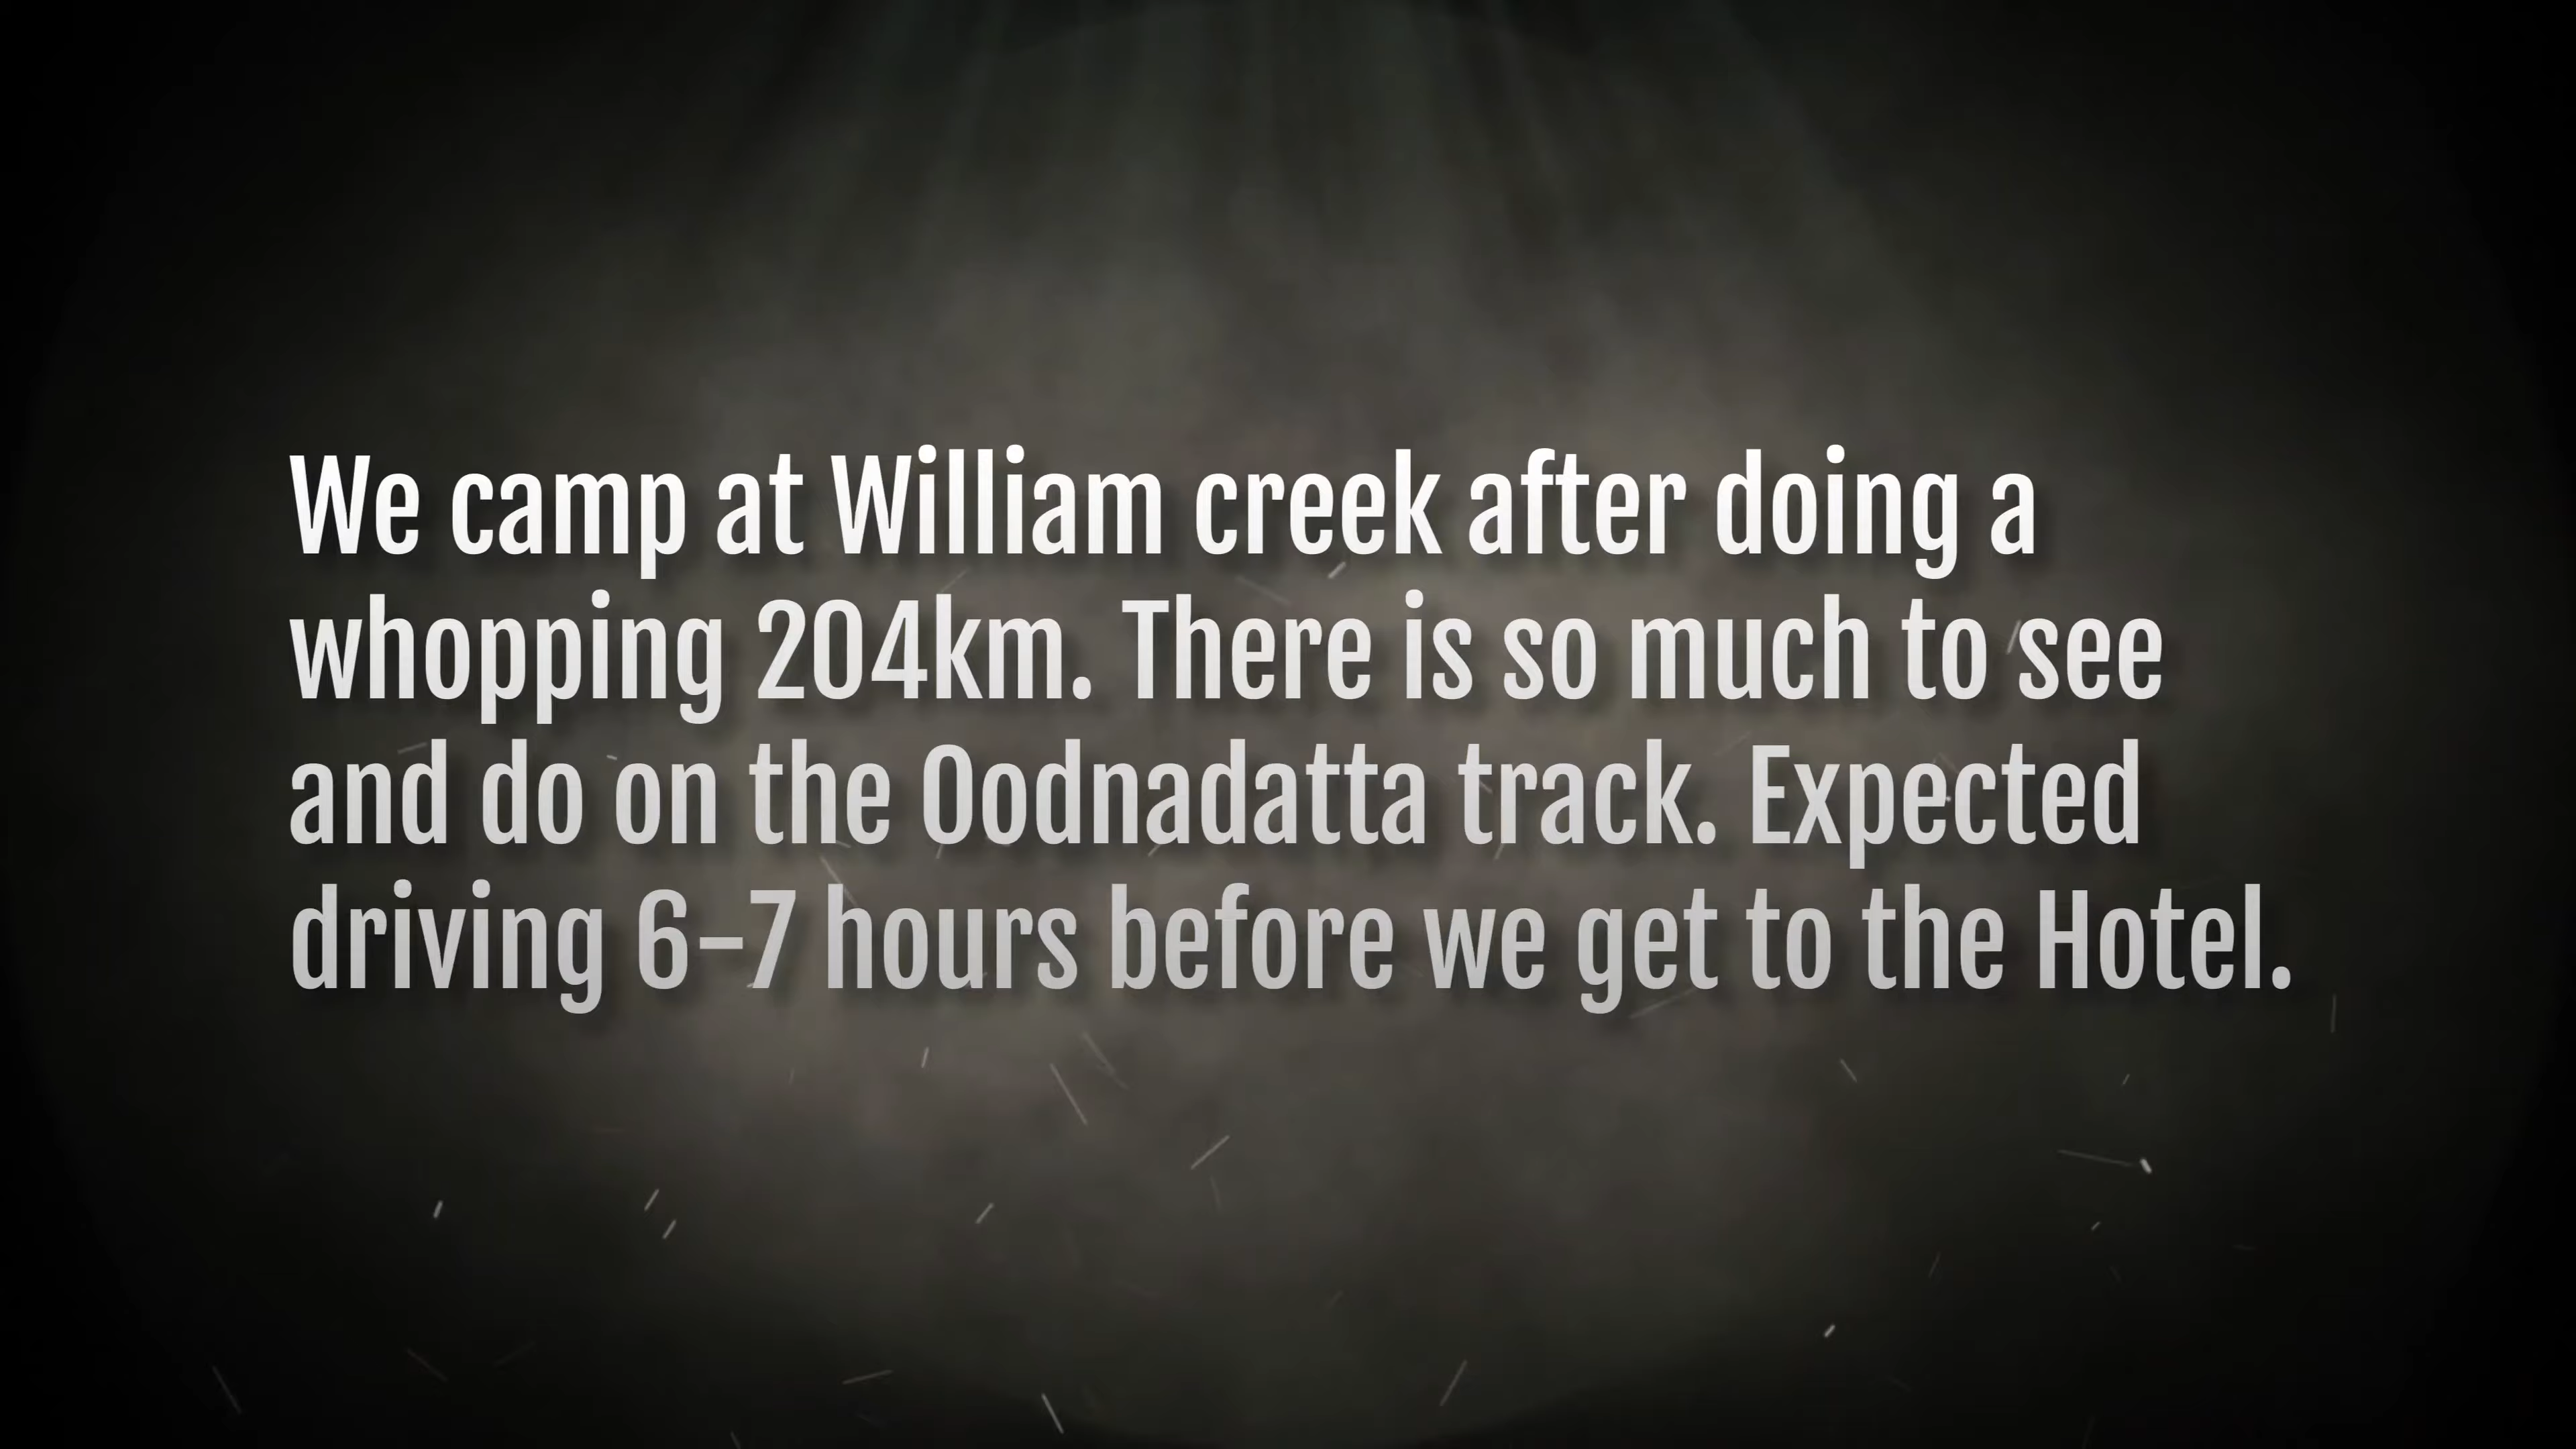 We camp at William creek after doing a
whopping 204km. There is so much to see
and do on the Oodnadatta track. Expected
driving 6-7 hours before we get to the Hotel.